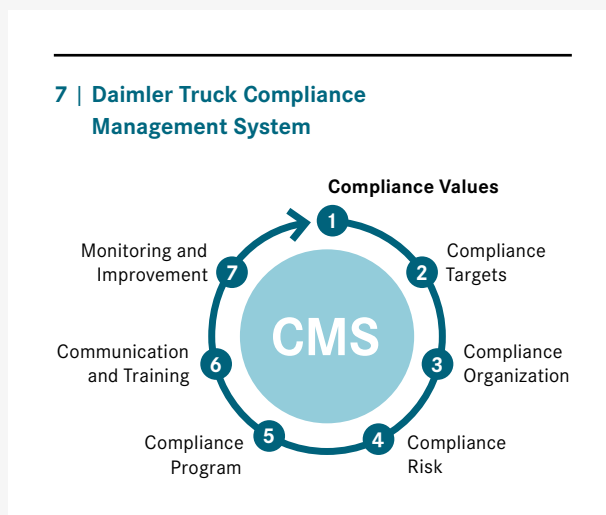 7 | Daimler Truck Compliance
Management System
Compliance Values
1
2
Compliance
Targets
3
Compliance
Organization
4
Compliance
Risk
5
Compliance
Program
6
Communication
and Training
7
Monitoring and
Improvement
CMS